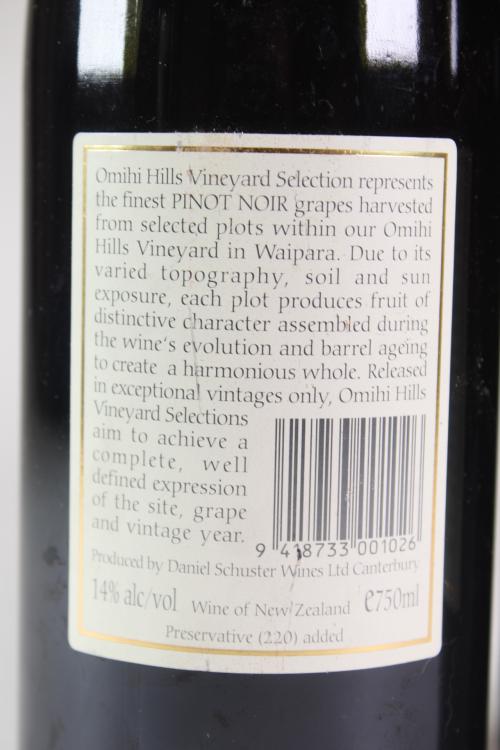 Omihi Hills Vineyard Selection represents
the finest PINOT NOIR grapes harvested
from selected plots within our Omihi
Hills Vineyard in Waipara. Due to its
varied topography, soil and sun
exposure, each plot produces fruit of
distinctive character assembled during
the wine's evolution and barrel ageing
to create a harmonious whole. Released
in exceptional vintages only, Omihi Hills
Vineyard Selections
aim to achieve a
complete, well
defined expression
of the site, grape
and vintage year.
9 418733 001026
Produced by Daniel Schuster Wines Ltd Canterbury
14% alc/vol Wine of New Zealand e750ml
Preservative (220) added